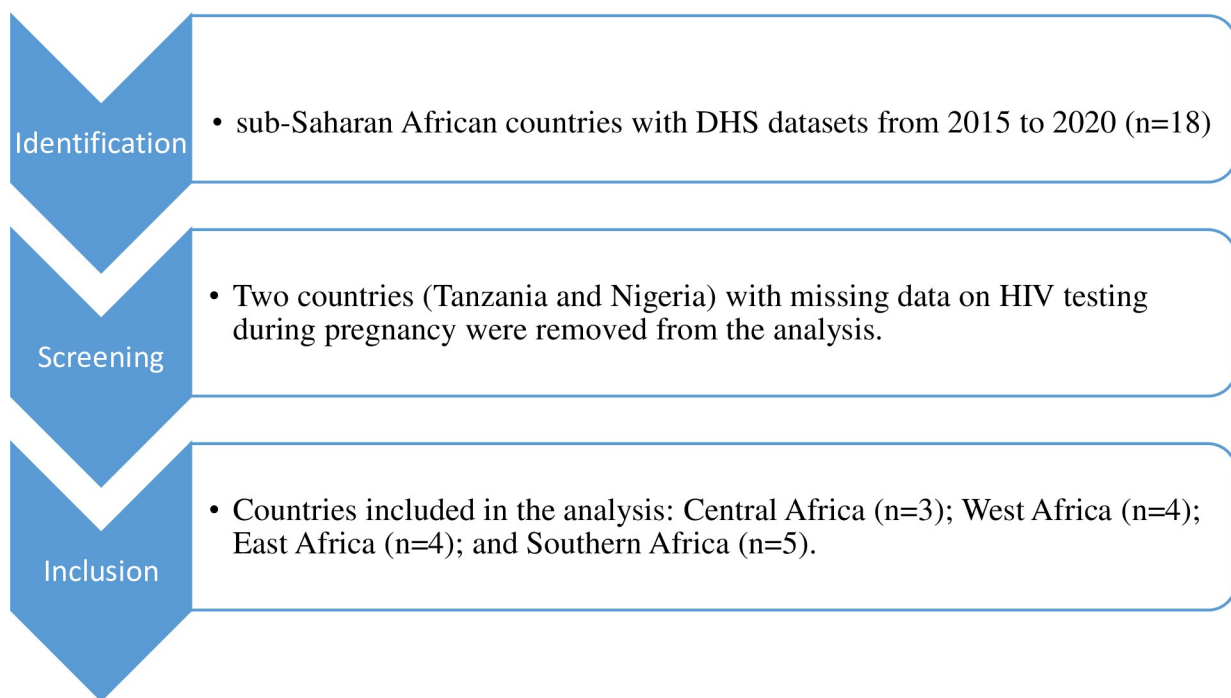 Identification
• sub-Saharan African countries with DHS datasets from 2015 to 2020 (n=18)
Screening
• Two countries (Tanzania and Nigeria) with missing data on HIV testing
during pregnancy were removed from the analysis.
Inclusion
• Countries included in the analysis: Central Africa (n=3); West Africa (n=4);
East Africa (n=4); and Southern Africa (n=5).